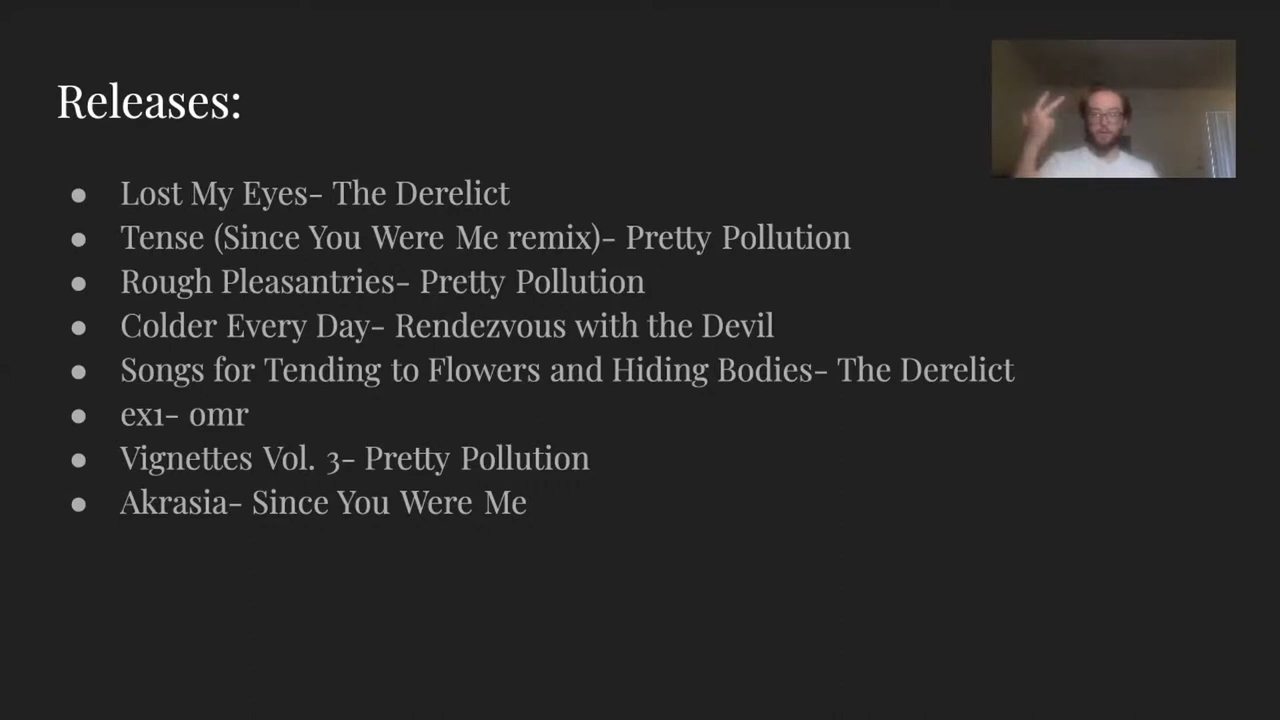 Releases:
● Lost My Eyes- The Derelict
● Tense (Since You Were Me remix)- Pretty Pollution
● Rough Pleasantries- Pretty Pollution
● Colder Every Day- Rendezvous with the Devil
● Songs for Tending to Flowers and Hiding Bodies- The Derelict
● ex1- omr
● Vignettes Vol. 3- Pretty Pollution
● Akrasia- Since You Were Me